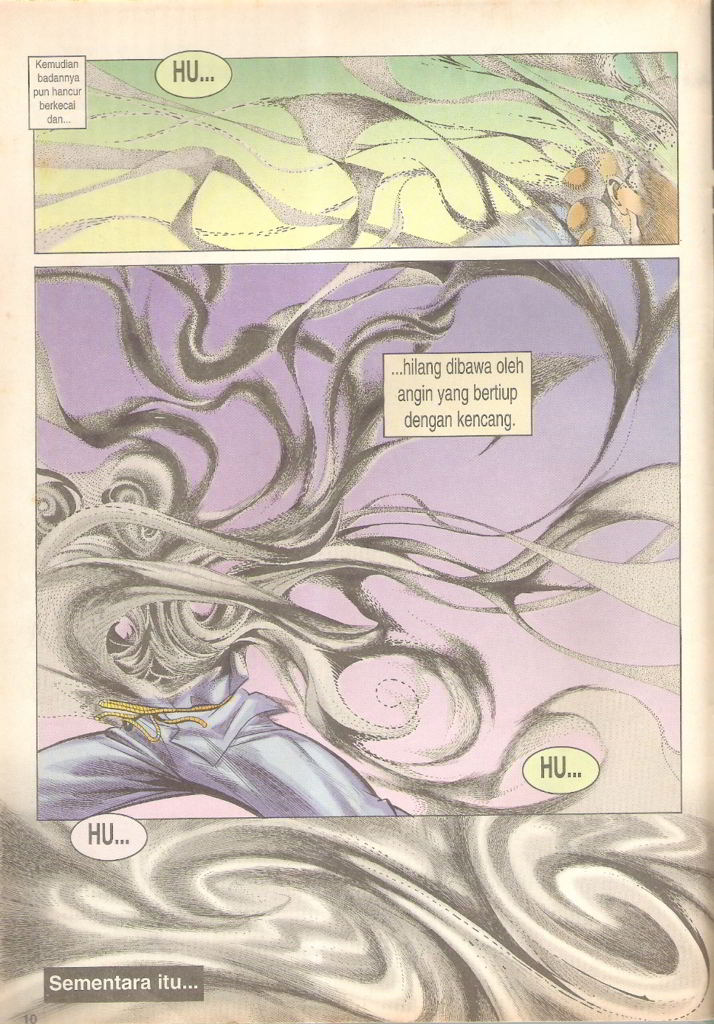 Kemudian
badannya
pun hancur
berkecai
dan...
HU...
...hilang dibawa oleh
angin yang bertiup
dengan kencang.
HU...
HU...
Sementara itu...
10